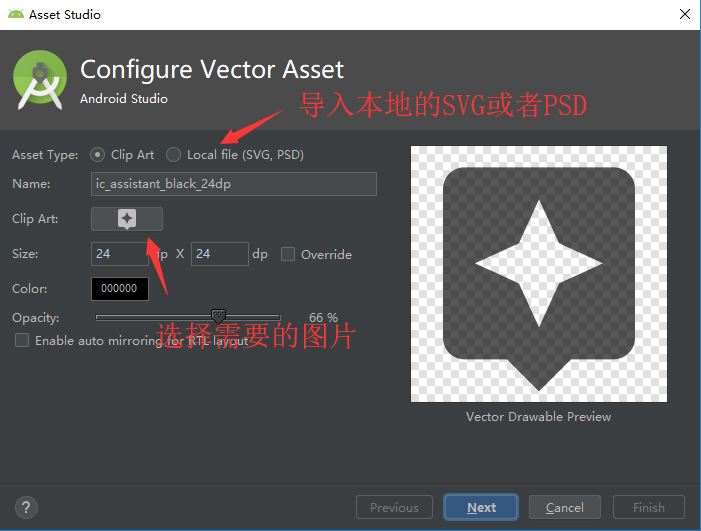 Asset Studio
Configure Vector Asset
Android Studio
导入本地的SVG或者PSD
Asset Type: Clip Art Local file (SVG, PSD)
Name: ic_assistant_black_24dp
Clip Art:
Size: 24 dp X 24 dp Override
Color: 000000
Opacity: 66 %
选择需要的图片
Enable auto mirroring for RTL layout
Vector Drawable Preview
? Previous Next Cancel Finish